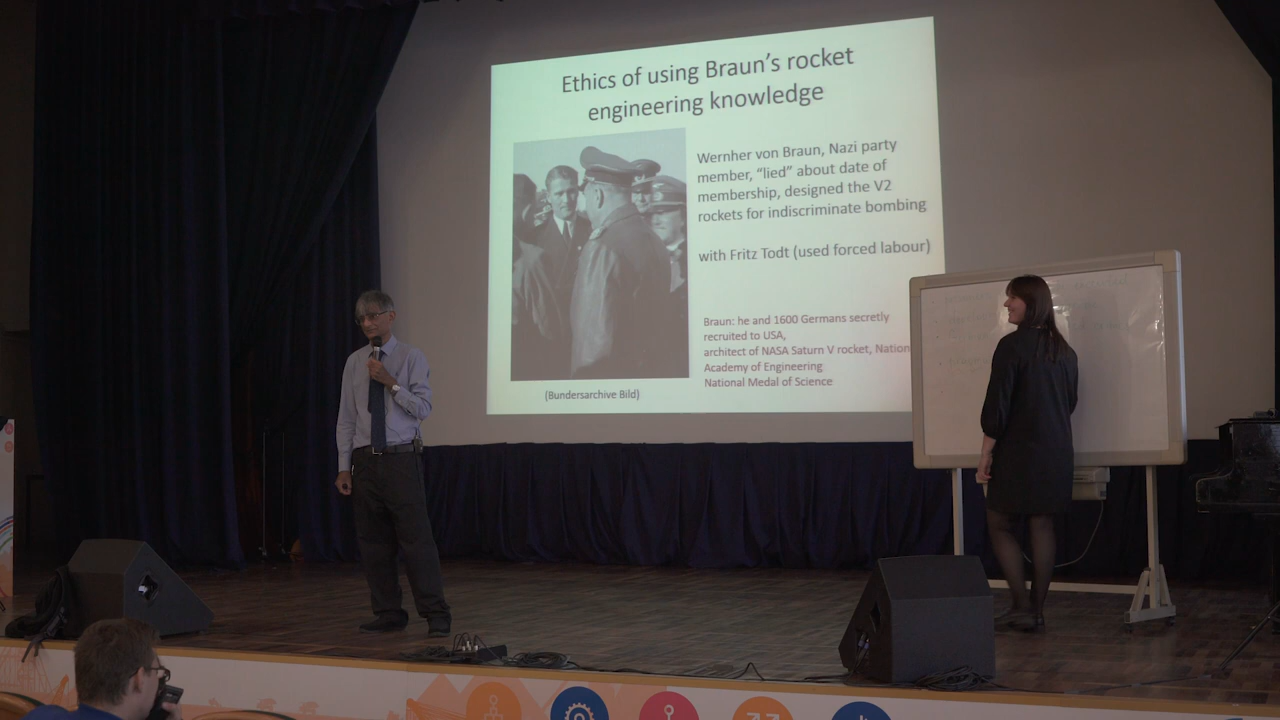 Ethics of using Braun's rocket
engineering knowledge
Wernher von Braun, Nazi party
member, "lied" about date of
membership, designed the V2
rockets for indiscriminate bombing
with Fritz Todt (used forced labour)
Braun: he and 1600 Germans secretly
recruited to USA,
architect of NASA Saturn V rocket, Nation
Academy of Engineering
National Medal of Science
(Bundersarchive Bild)